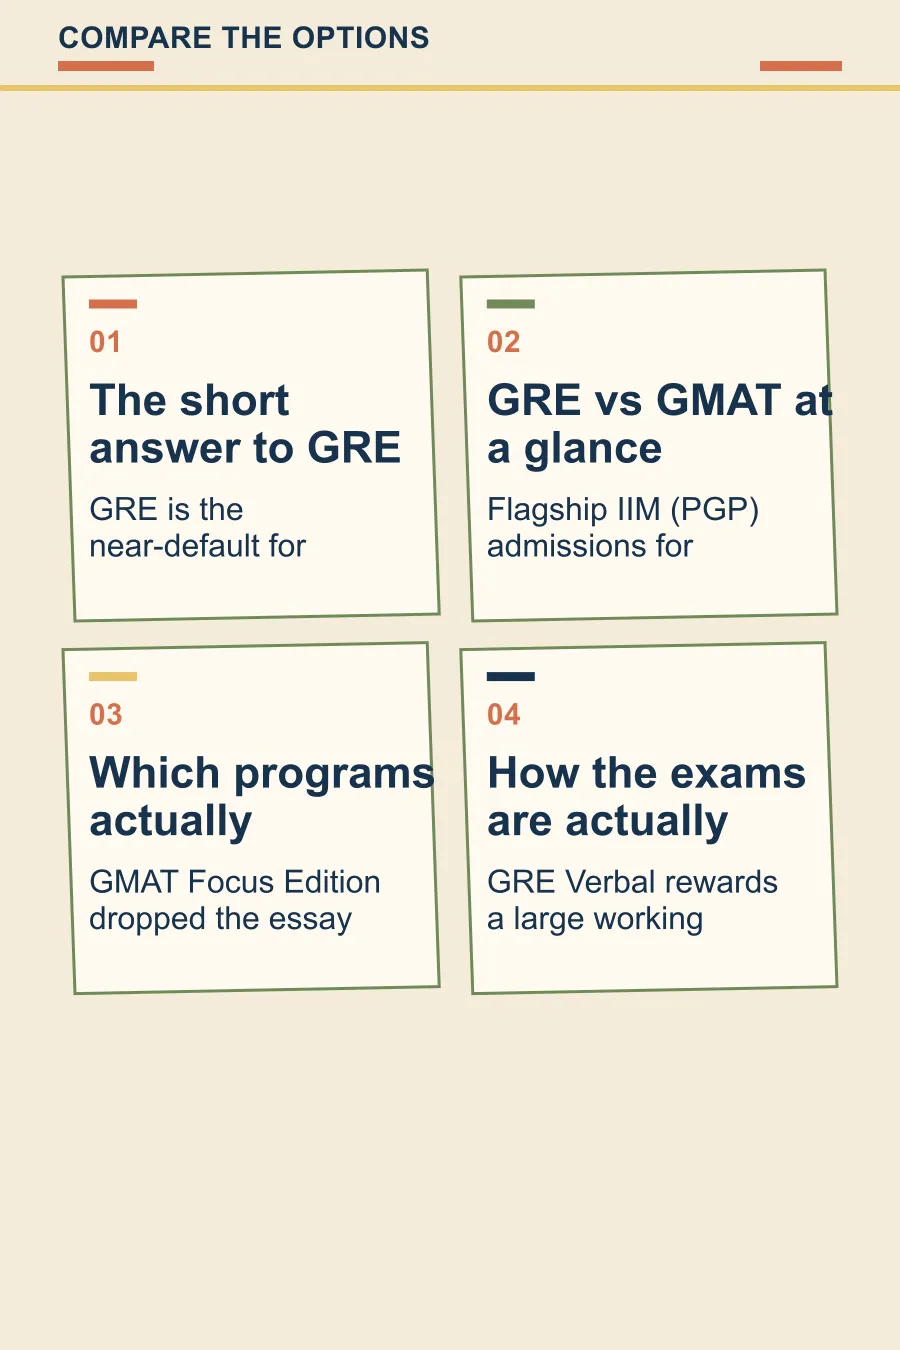 COMPARE THE OPTIONS
01
The short
answer to GRE
GRE is the
near-default for
02
GRE vs GMAT at
a glance
Flagship IIM (PGP)
admissions for
03
Which programs
actually
GMAT Focus Edition
dropped the essay
04
How the exams
are actually
GRE Verbal rewards
a large working